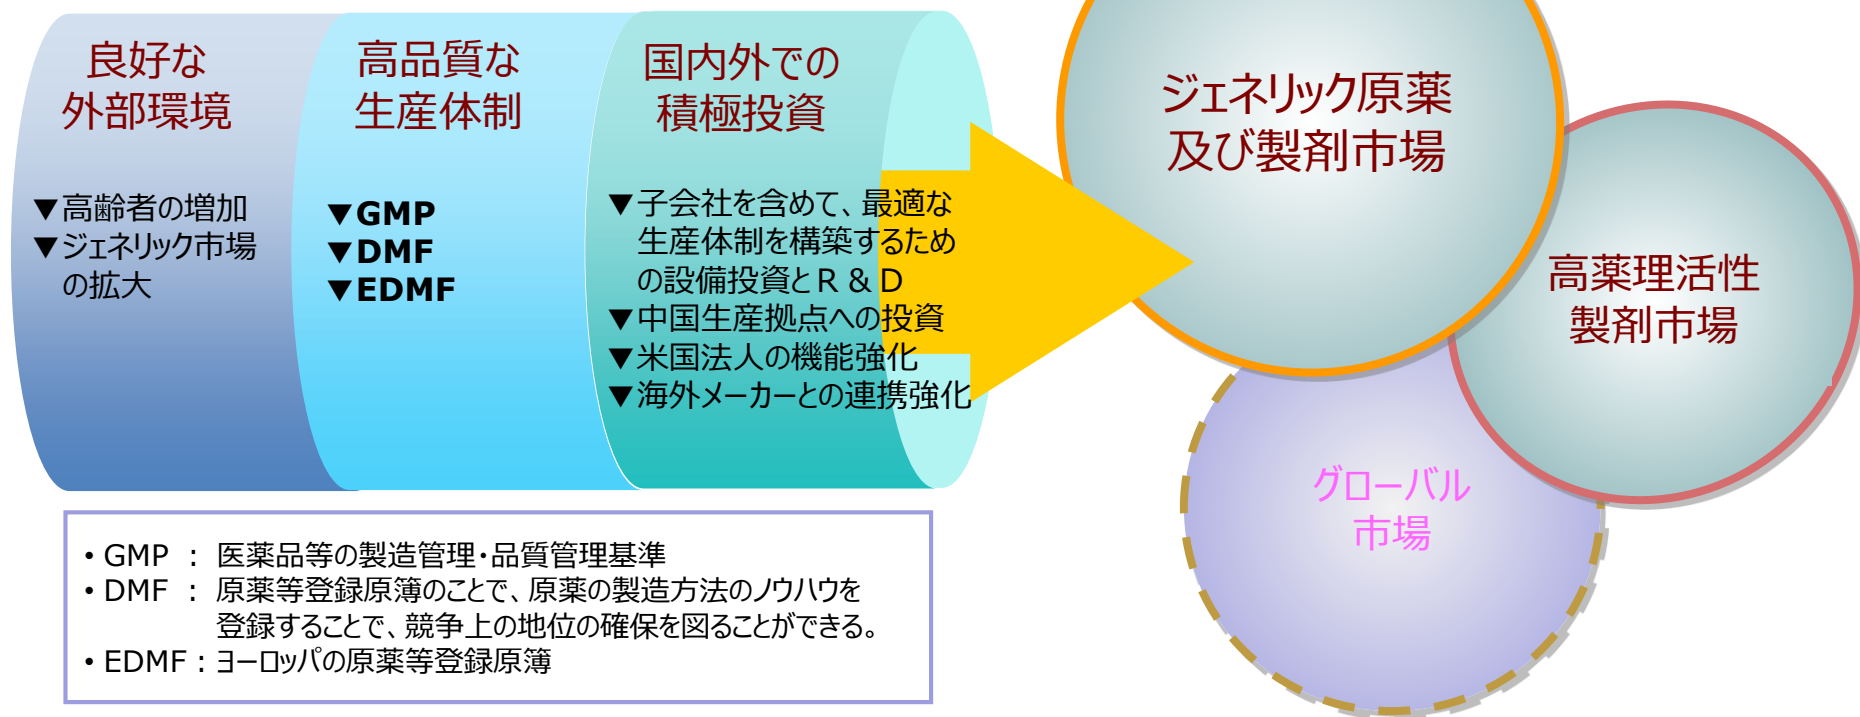 良好な
外部環境
▼高齢者の増加
▼ジェネリック市場
の拡大
高品質な
生産体制
▼GMP
▼DMF
▼EDMF
国内外での
積極投資
▼子会社を含めて、最適な
生産体制を構築するため
の設備投資とR＆D
▼中国生産拠点への投資
▼米国法人の機能強化
▼海外メーカーとの連携強化
ジェネリック原薬
及び製剤市場
高薬理活性
製剤市場
グローバル
市場
・GMP ： 医薬品等の製造管理・品質管理基準
・DMF ： 原薬等登録原簿のことで、原薬の製造方法のノウハウを
登録することで、競争上の地位の確保を図ることができる。
・EDMF：ヨーロッパの原薬等登録原簿